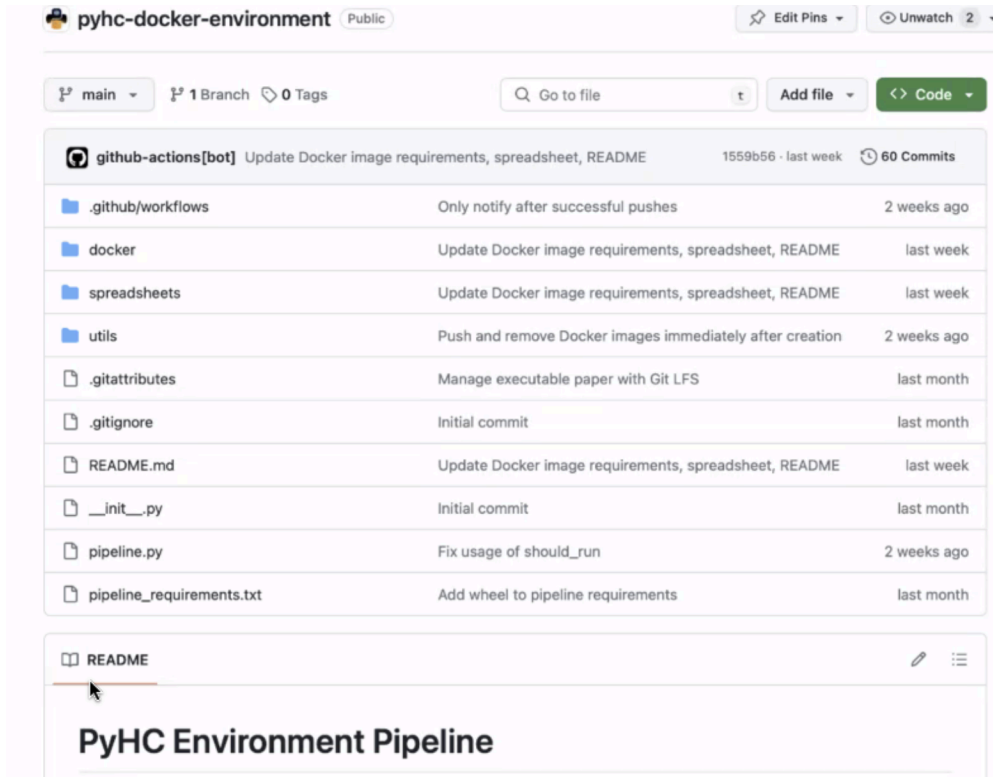 pyhc-docker-environment Public Edit Pins Unwatch 2
main 1 Branch 0 Tags Go to file t Add file Code
github-actions[bot] Update Docker image requirements, spreadsheet, README 1559b56 · last week 60 Commits
.github/workflows Only notify after successful pushes 2 weeks ago
docker Update Docker image requirements, spreadsheet, README last week
spreadsheets Update Docker image requirements, spreadsheet, README last week
utils Push and remove Docker images immediately after creation 2 weeks ago
.gitattributes Manage executable paper with Git LFS last month
.gitignore Initial commit last month
README.md Update Docker image requirements, spreadsheet, README last week
__init__.py Initial commit last month
pipeline.py Fix usage of should_run 2 weeks ago
pipeline_requirements.txt Add wheel to pipeline requirements last month
README
PyHC Environment Pipeline